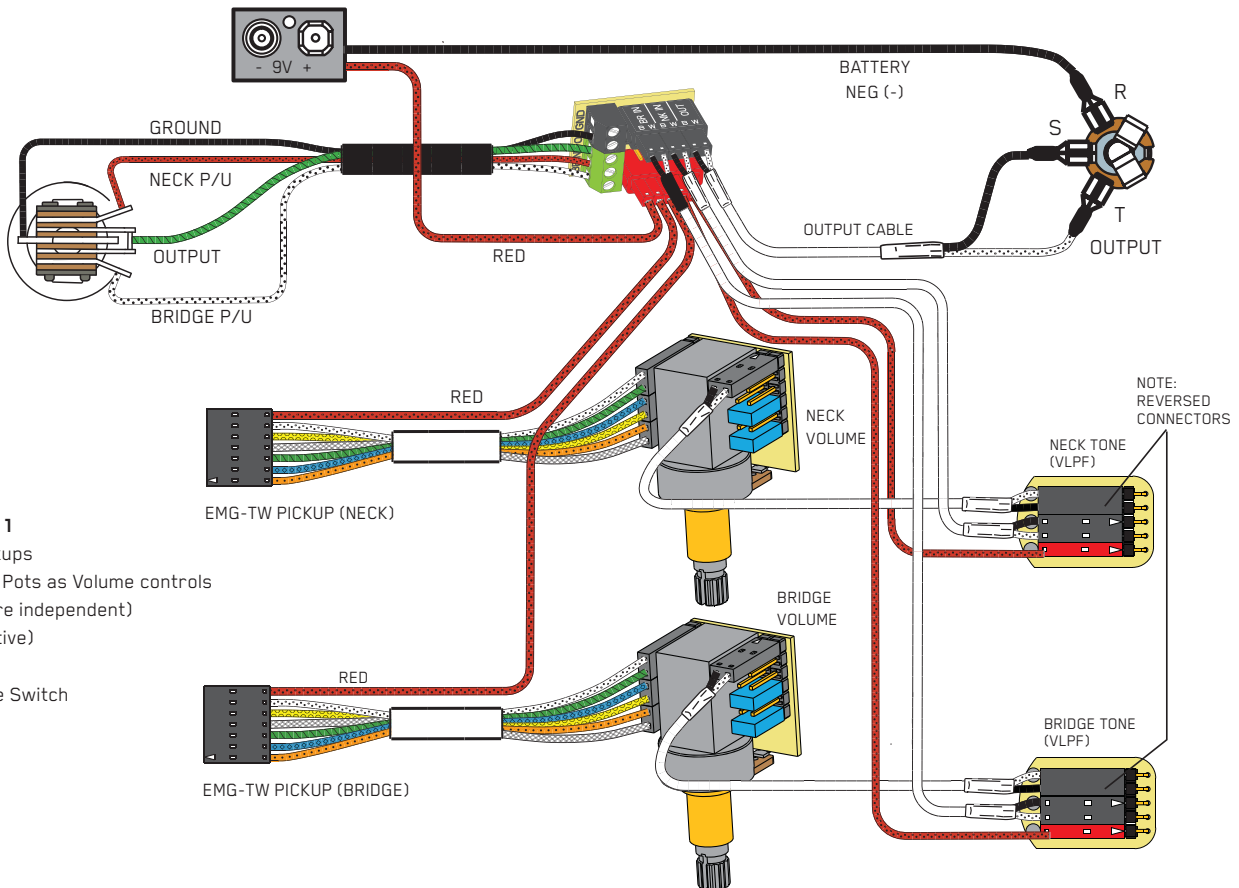 - 9V +
BATTERY
NEG (-)
R
S
T
OUTPUT
GND
BR IN
NK IN
OUT
B W B W B W
GROUND
NECK P/U
OUTPUT
BRIDGE P/U
RED
OUTPUT CABLE
RED
EMG-TW PICKUP (NECK)
NECK
VOLUME
NOTE:
REVERSED
CONNECTORS
NECK TONE
(VLPF)
1
kups
Pots as Volume controls
re independent)
tive)
e Switch
RED
EMG-TW PICKUP (BRIDGE)
BRIDGE
VOLUME
BRIDGE TONE
(VLPF)